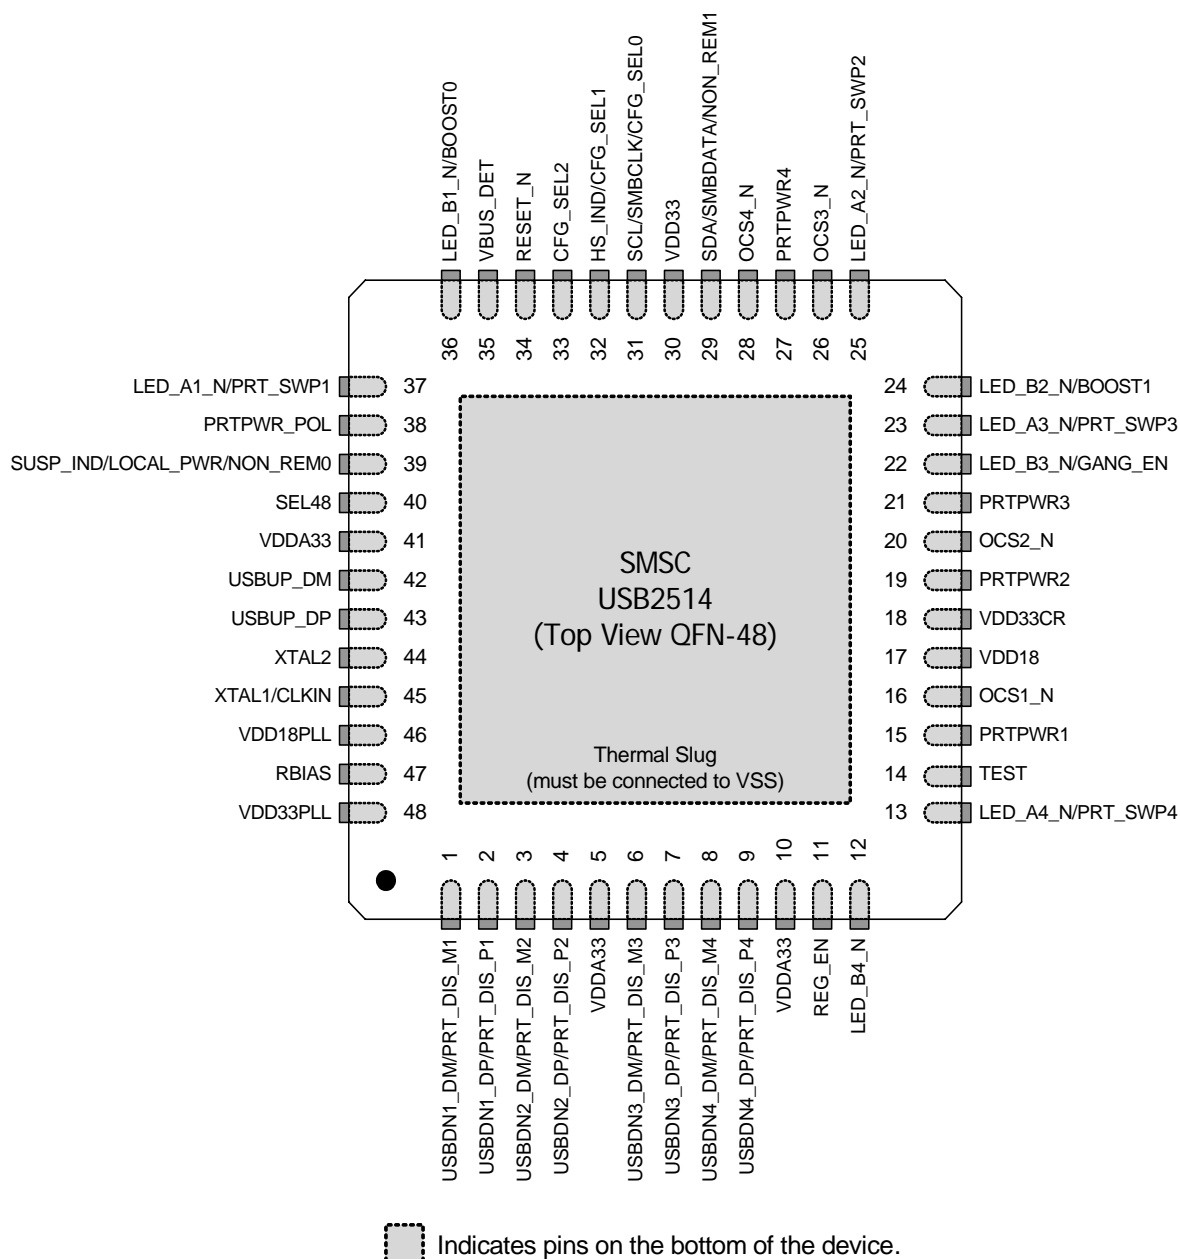 LED_B1_N/BOOST0
VBUS_DET
RESET_N
CFG_SEL2
HS_IND/CFG_SEL1
SCL/SMBCLK/CFG_SEL0
VDD33
SDA/SMBDATA/NON_REM1
OCS4_N
PRTPWR4
OCS3_N
LED_A2_N/PRT_SWP2
36
35
34
33
32
31
30
29
28
27
26
25
LED_A1_N/PRT_SWP1 37
PRTPWR_POL 38
SUSP_IND/LOCAL_PWR/NON_REM0 39
SEL48 40
VDDA33 41
USBUP_DM 42
USBUP_DP 43
XTAL2 44
XTAL1/CLKIN 45
VDD18PLL 46
RBIAS 47
VDD33PLL 48
24 LED_B2_N/BOOST1
23 LED_A3_N/PRT_SWP3
22 LED_B3_N/GANG_EN
21 PRTPWR3
20 OCS2_N
19 PRTPWR2
18 VDD33CR
17 VDD18
16 OCS1_N
15 PRTPWR1
14 TEST
13 LED_A4_N/PRT_SWP4
SMSC
USB2514
(Top View QFN-48)
Thermal Slug
(must be connected to VSS)
1
2
3
4
5
6
7
8
9
10
11
12
USBDN1_DM/PRT_DIS_M1
USBDN1_DP/PRT_DIS_P1
USBDN2_DM/PRT_DIS_M2
USBDN2_DP/PRT_DIS_P2
VDDA33
USBDN3_DM/PRT_DIS_M3
USBDN3_DP/PRT_DIS_P3
USBDN4_DM/PRT_DIS_M4
USBDN4_DP/PRT_DIS_P4
VDDA33
REG_EN
LED_B4_N
Indicates pins on the bottom of the device.